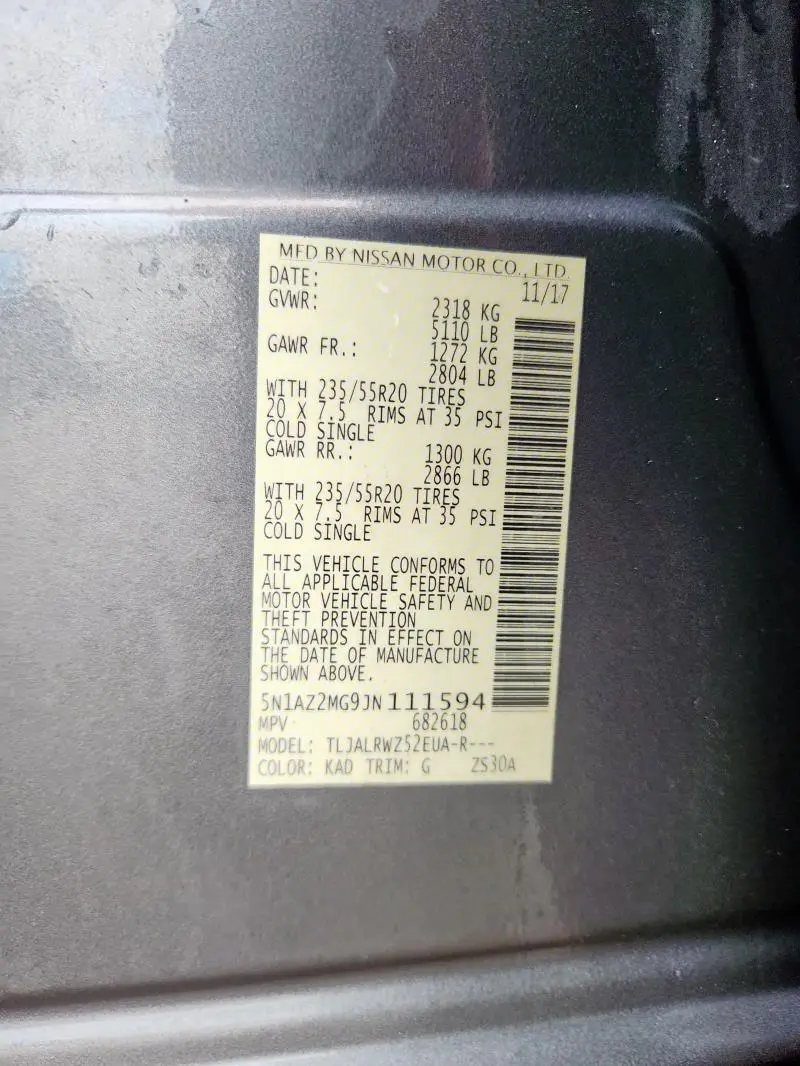 MFD BY NISSAN MOTOR CO., LTD.
DATE: 11/17
GVWR: 2318 KG
5110 LB
GAWR FR.: 1272 KG
2804 LB
WITH 235/55R20 TIRES
20 X 7.5 RIMS AT 35 PSI
COLD SINGLE
GAWR RR.: 1300 KG
2866 LB
WITH 235/55R20 TIRES
20 X 7.5 RIMS AT 35 PSI
COLD SINGLE
THIS VEHICLE CONFORMS TO
ALL APPLICABLE FEDERAL
MOTOR VEHICLE SAFETY AND
THEFT PREVENTION
STANDARDS IN EFFECT ON
THE DATE OF MANUFACTURE
SHOWN ABOVE.
5N1AZ2MG9JN111594
MPV 682618
MODEL: TLJALRWZ52EUA-R---
COLOR: KAD TRIM: G ZS30A